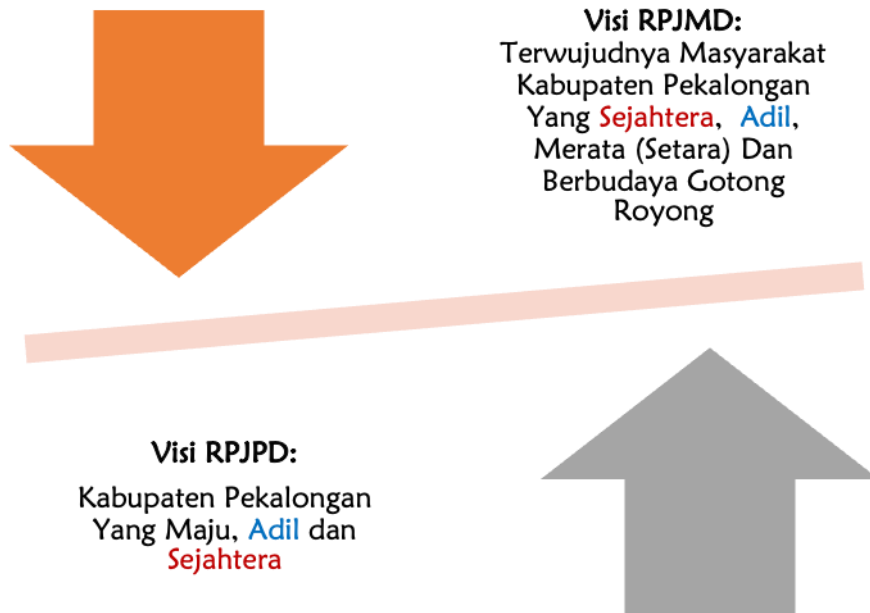 Visi RPJMD:
Terwujudnya Masyarakat
Kabupaten Pekalongan
Yang Sejahtera, Adil,
Merata (Setara) Dan
Berbudaya Gotong
Royong
Visi RPJPD:
Kabupaten Pekalongan
Yang Maju, Adil dan
Sejahtera